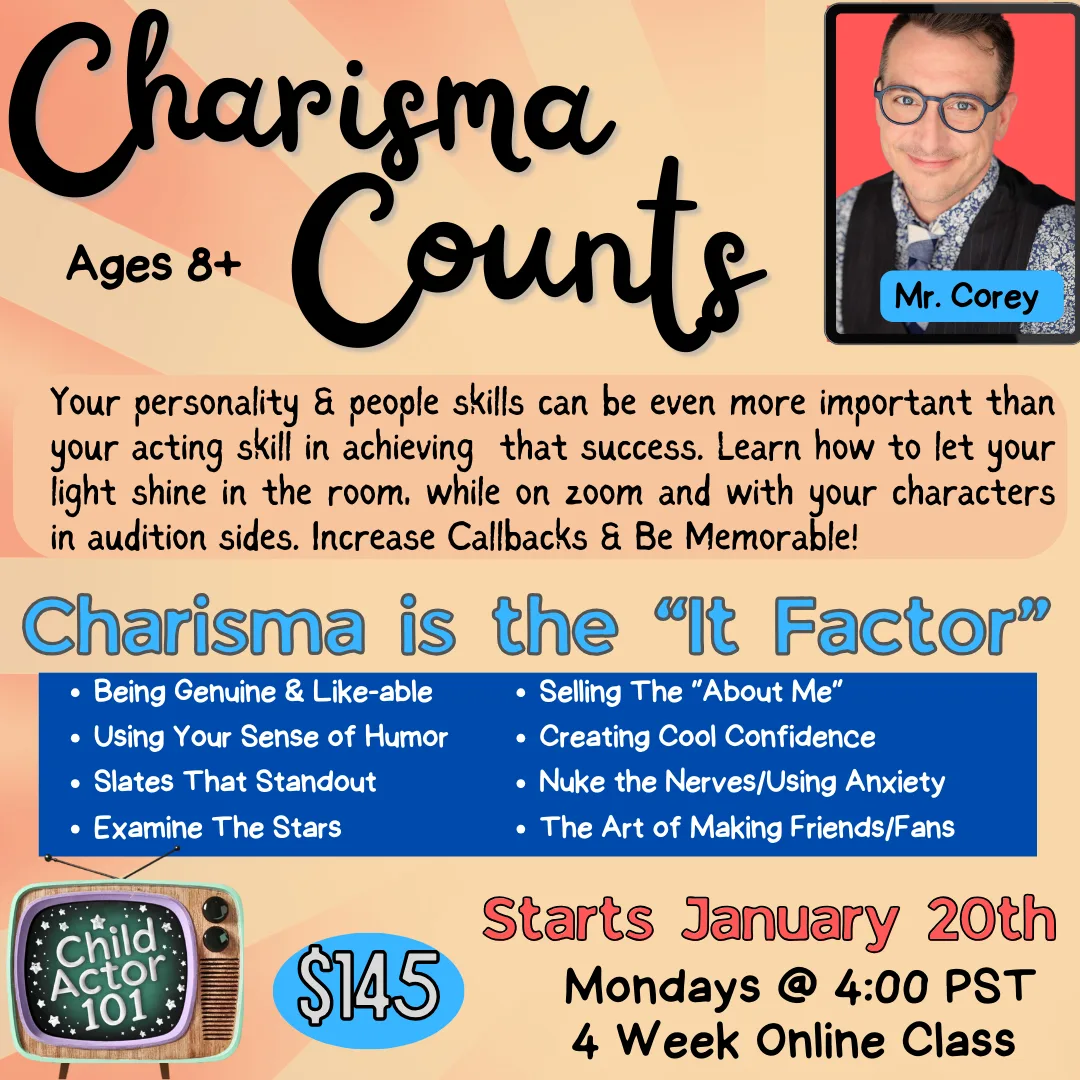 Charisma
Counts
Ages 8+
Mr. Corey
Your personality & people skills can be even more important than
your acting skill in achieving that success. Learn how to let your
light shine in the room, while on zoom and with your characters
in audition sides. Increase Callbacks & Be Memorable!
Charisma is the “It Factor”
• Being Genuine & Like-able
• Using Your Sense of Humor
• Slates That Standout
• Examine The Stars
• Selling The "About Me"
• Creating Cool Confidence
• Nuke the Nerves/Using Anxiety
• The Art of Making Friends/Fans
Child
Actor
101
$145
Starts January 20th
Mondays @ 4:00 PST
4 Week Online Class